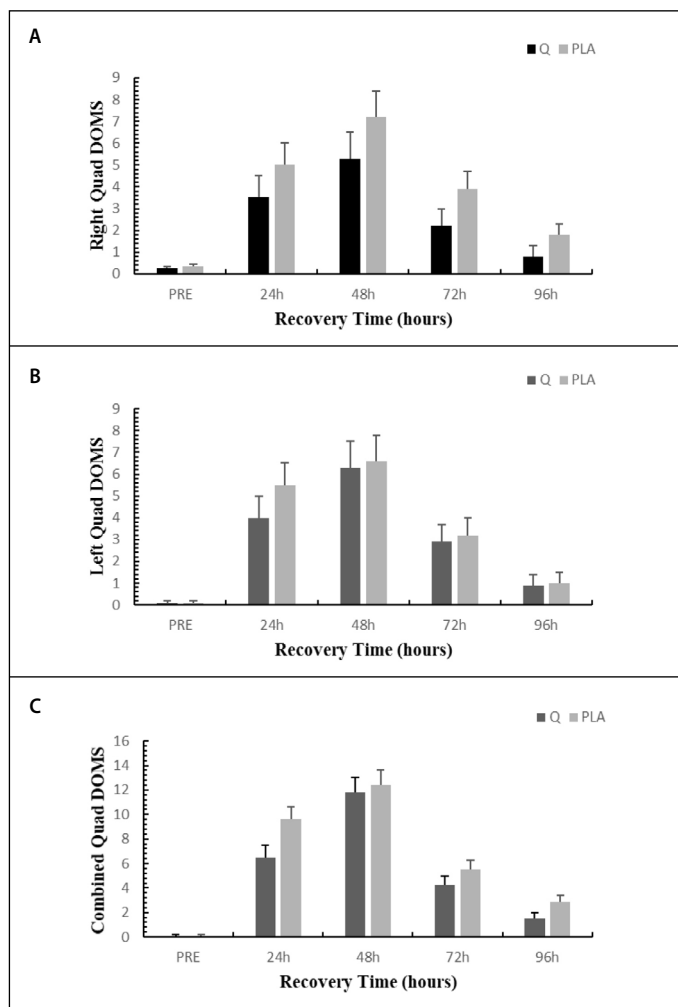 A
Q PLA
Right Quad DOMS
9
8
7
6
5
4
3
2
1
0
PRE 24h 48h 72h 96h
Recovery Time (hours)
B
Q PLA
Left Quad DOMS
9
8
7
6
5
4
3
2
1
0
PRE 24h 48h 72h 96h
Recovery Time (hours)
C
Q PLA
Combined Quad DOMS
16
14
12
10
8
6
4
2
0
PRE 24h 48h 72h 96h
Recovery Time (hours)